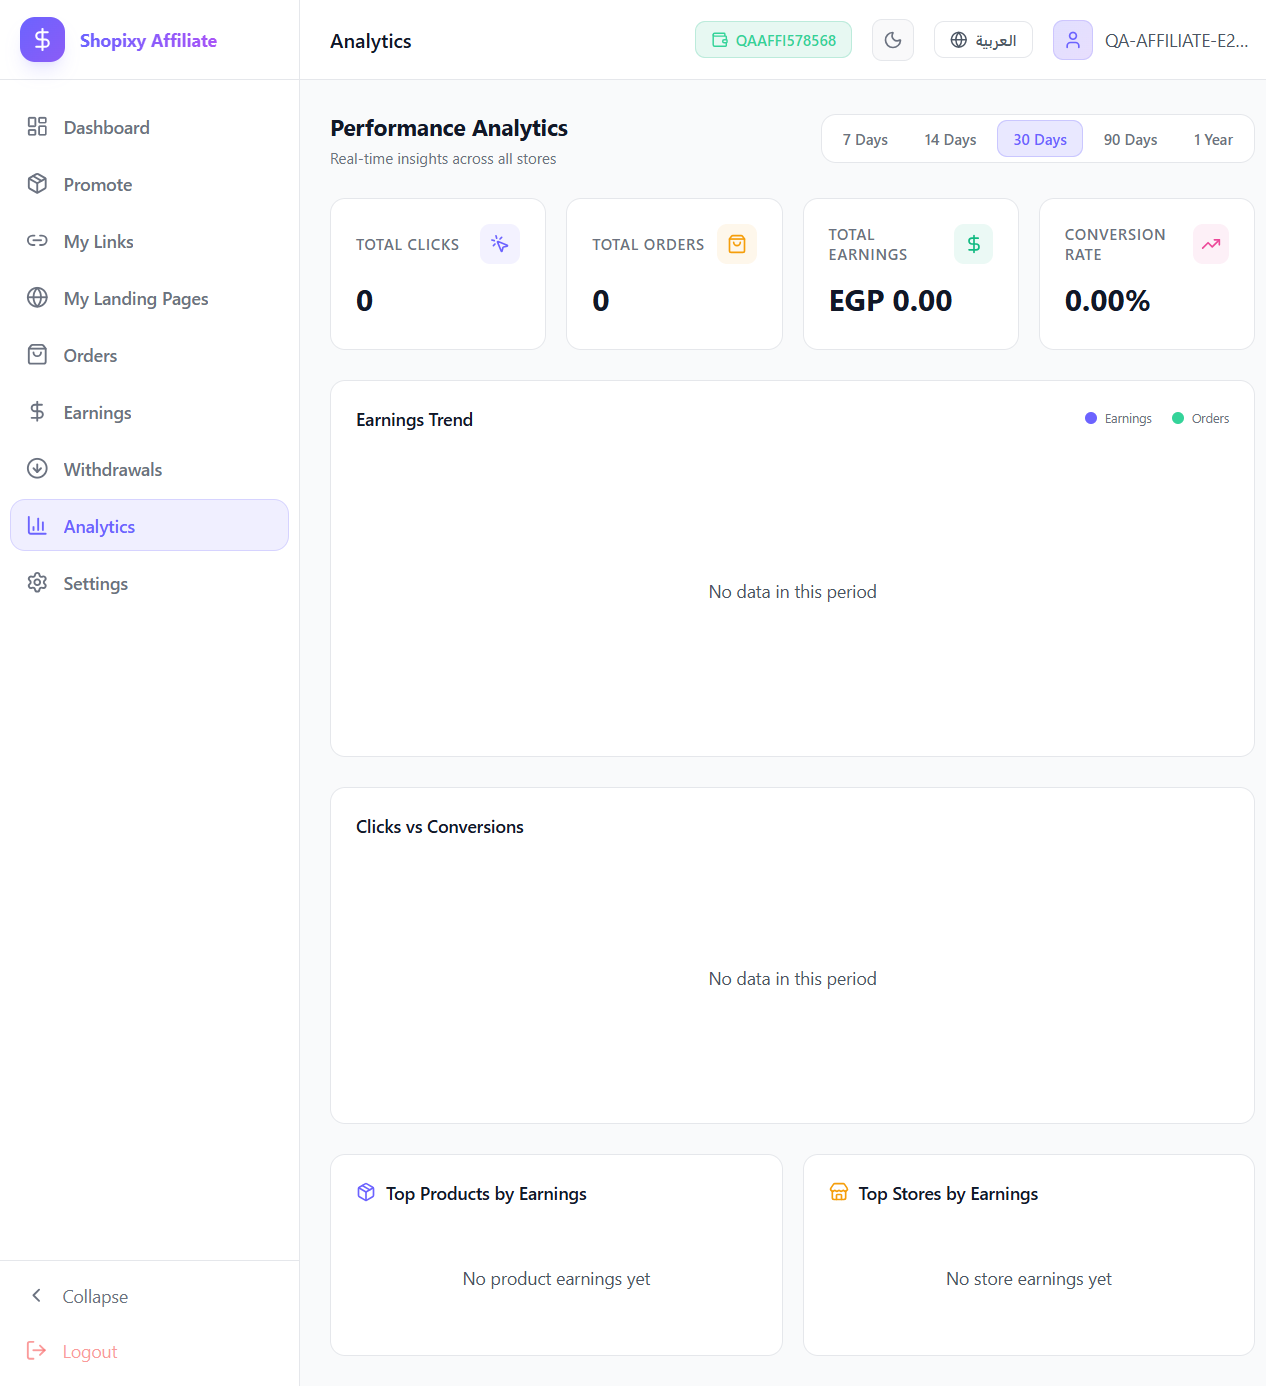 Shopixy Affiliate
Analytics
QAAFFI578568
العربية
QA-AFFILIATE-E2...
Dashboard
Promote
My Links
My Landing Pages
Orders
Earnings
Withdrawals
Analytics
Settings
Collapse
Logout
Performance Analytics
Real-time insights across all stores
7 Days
14 Days
30 Days
90 Days
1 Year
TOTAL CLICKS
0
TOTAL ORDERS
0
TOTAL
EARNINGS
EGP 0.00
CONVERSION
RATE
0.00%
Earnings Trend
Earnings
Orders
No data in this period
Clicks vs Conversions
No data in this period
Top Products by Earnings
No product earnings yet
Top Stores by Earnings
No store earnings yet